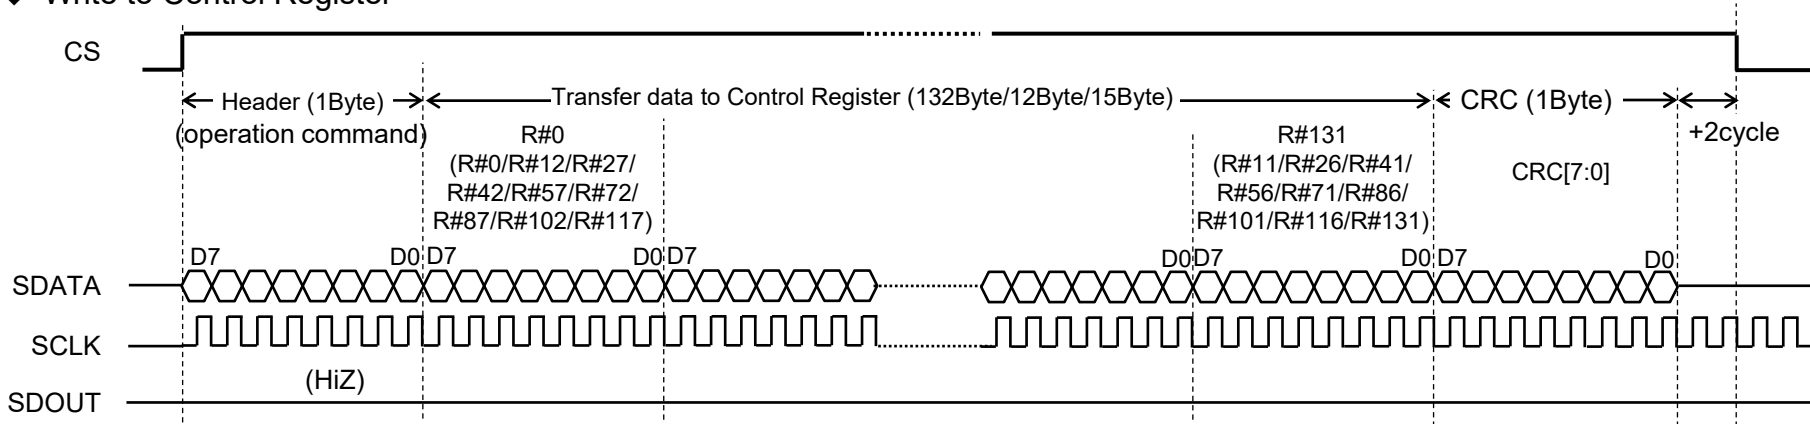 Write to Control Register
CS
Header (1Byte)
(operation command)
Transfer data to Control Register (132Byte/12Byte/15Byte)
CRC (1Byte)
+2cycle
R#0
(R#0/R#12/R#27/
R#42/R#57/R#72/
R#87/R#102/R#117)
R#131
(R#11/R#26/R#41/
R#56/R#71/R#86/
R#101/R#116/R#131)
CRC[7:0]
D7 D0 D7 D0 D7 D0 D7 D0 D7 D0
SDATA
SCLK
(HiZ)
SDOUT